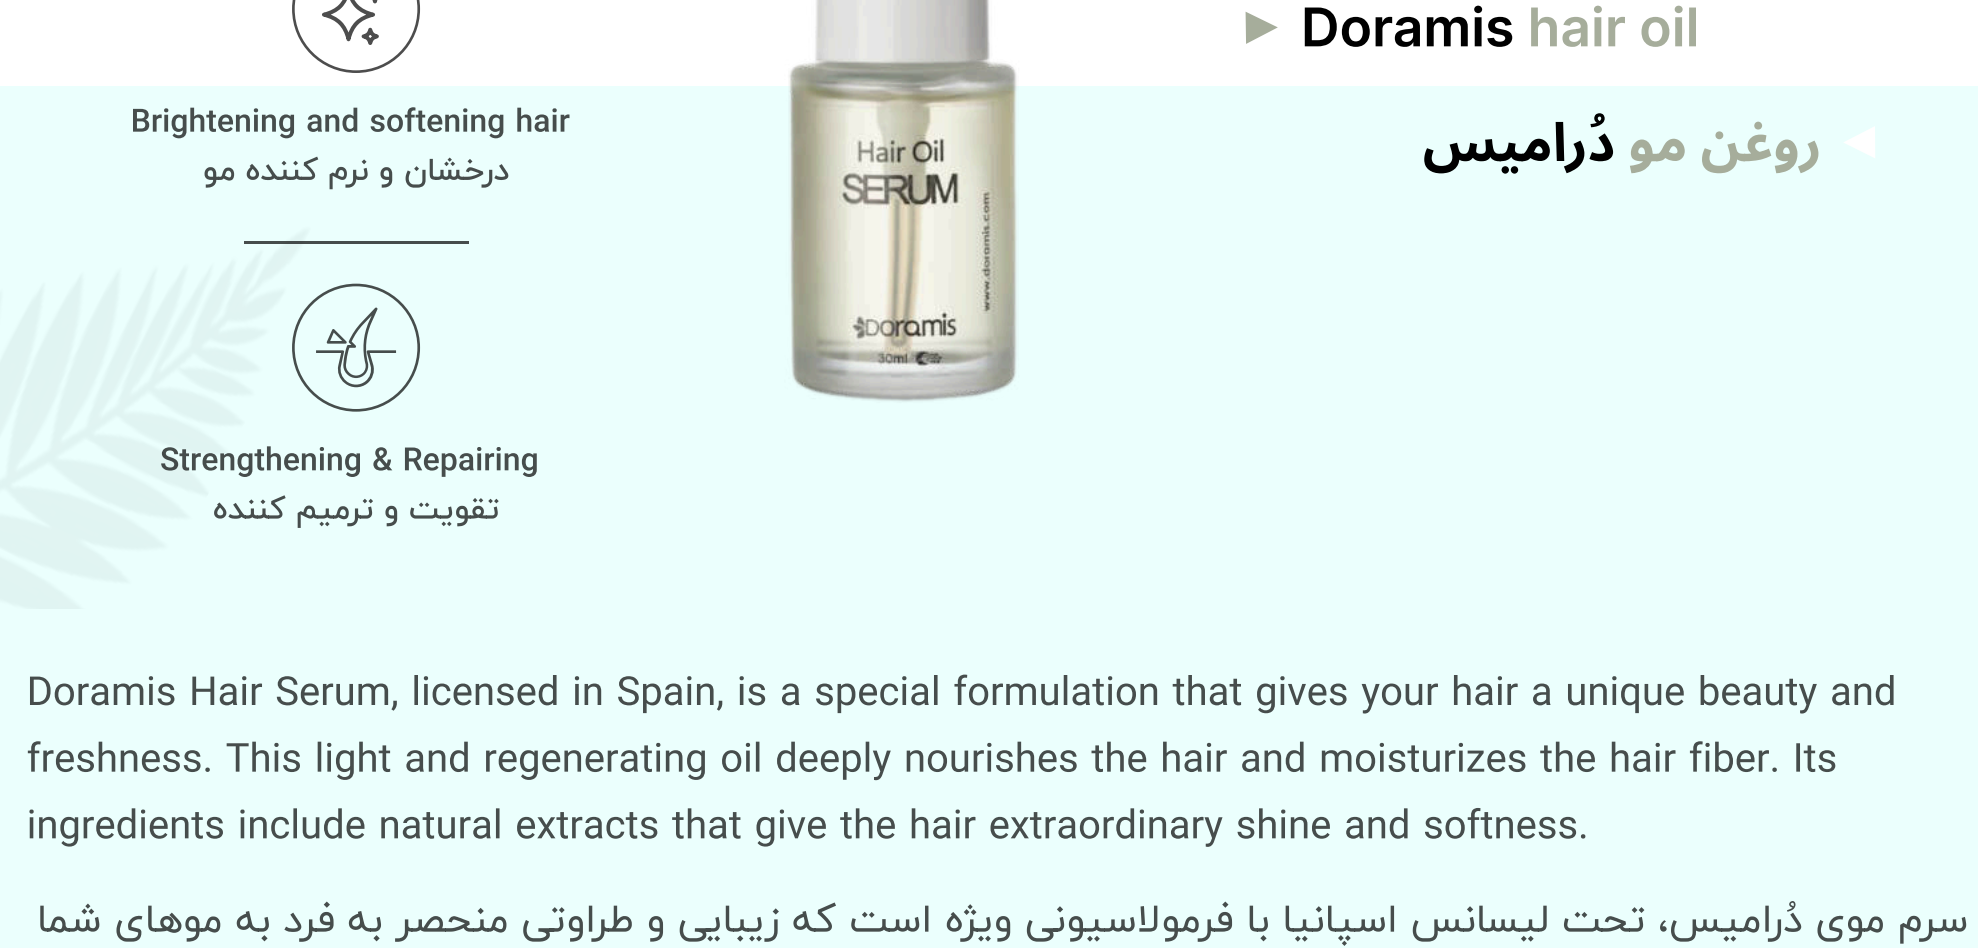 Doramis hair oil
روغن مو دُرامیس
Brightening and softening hair
درخشان و نرم کننده مو
Strengthening & Repairing
تقویت و ترمیم کننده
Hair Oil
SERUM
www.doramis.com
Doramis
30ml
Doramis Hair Serum, licensed in Spain, is a special formulation that gives your hair a unique beauty and
freshness. This light and regenerating oil deeply nourishes the hair and moisturizes the hair fiber. Its
ingredients include natural extracts that give the hair extraordinary shine and softness.
سرم موی دُرامیس، تحت لیسانس اسپانیا با فرمولاسیونی ویژه است که زیبایی و طراوتی منحصر به فرد به موهای شما